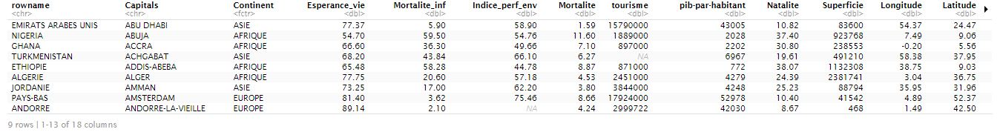 rowname Capitals Continent Esperance_vie Mortalite_inf Indice_perf_env Mortalite tourisme pib-par-habitant Natalite Superficie Longitude Latitude
<chr> <chr> <fctr> <dbl> <dbl> <dbl> <dbl> <dbl> <dbl> <dbl> <dbl> <dbl> <dbl>
EMIRATS ARABES UNIS ABU DHABI ASIE 77.37 5.90 58.90 1.59 15790000 43005 10.82 83600 54.37 24.47
NIGERIA ABUJA AFRIQUE 54.70 59.50 54.76 11.60 1889000 2028 37.40 923768 7.49 9.06
GHANA ACCRA AFRIQUE 66.60 36.30 49.66 7.10 897000 2202 30.80 238553 -0.20 5.56
TURKMENISTAN ACHGABAT ASIE 68.20 43.84 66.10 6.27 NA 6967 19.61 491210 58.38 37.95
ETHIOPIE ADDIS-ABEBA AFRIQUE 65.48 58.28 44.78 8.87 871000 772 38.07 1132308 38.75 9.03
ALGERIE ALGER AFRIQUE 77.75 20.60 57.18 4.53 2451000 4279 24.39 2381741 3.04 36.75
JORDANIE AMMAN ASIE 73.25 17.00 62.20 3.80 3844000 4248 25.23 88794 35.95 31.96
PAYS-BAS AMSTERDAM EUROPE 81.40 3.62 75.46 8.66 17924000 52978 10.40 41542 4.89 52.37
ANDORRE ANDORRE-LA-VIEILLE EUROPE 89.14 2.10 NA 4.24 2999722 42030 8.67 468 1.49 42.50
9 rows | 1-13 of 18 columns